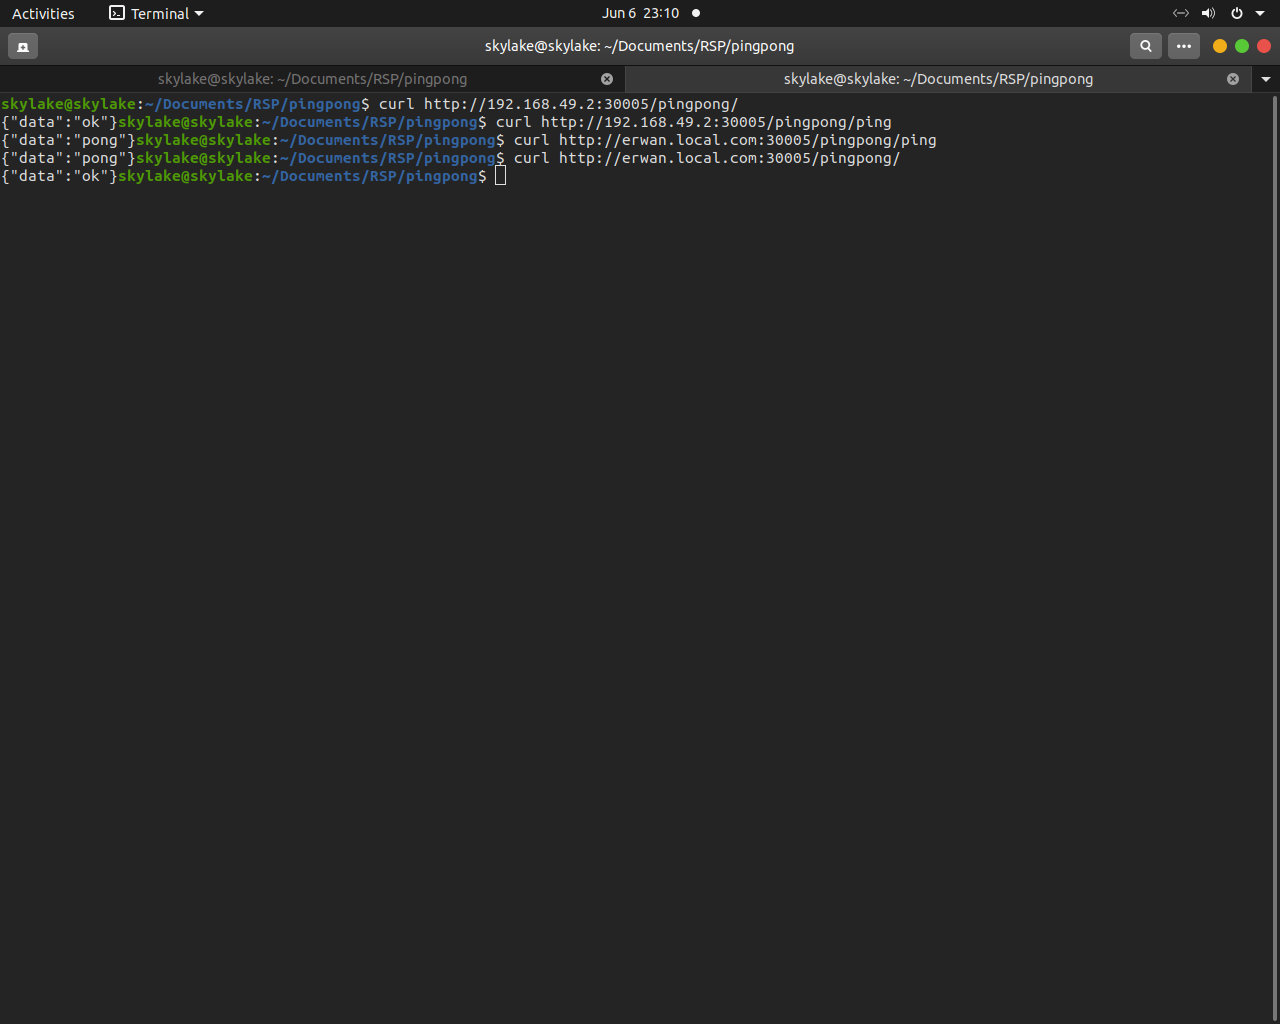 Activities Terminal Jun 6 23:10
skylake@skylake: ~/Documents/RSP/pingpong
skylake@skylake: ~/Documents/RSP/pingpong skylake@skylake: ~/Documents/RSP/pingpong
skylake@skylake:~/Documents/RSP/pingpong$ curl http://192.168.49.2:30005/pingpong/
{"data":"ok"}skylake@skylake:~/Documents/RSP/pingpong$ curl http://192.168.49.2:30005/pingpong/ping
{"data":"pong"}skylake@skylake:~/Documents/RSP/pingpong$ curl http://erwan.local.com:30005/pingpong/ping
{"data":"pong"}skylake@skylake:~/Documents/RSP/pingpong$ curl http://erwan.local.com:30005/pingpong/
{"data":"ok"}skylake@skylake:~/Documents/RSP/pingpong$